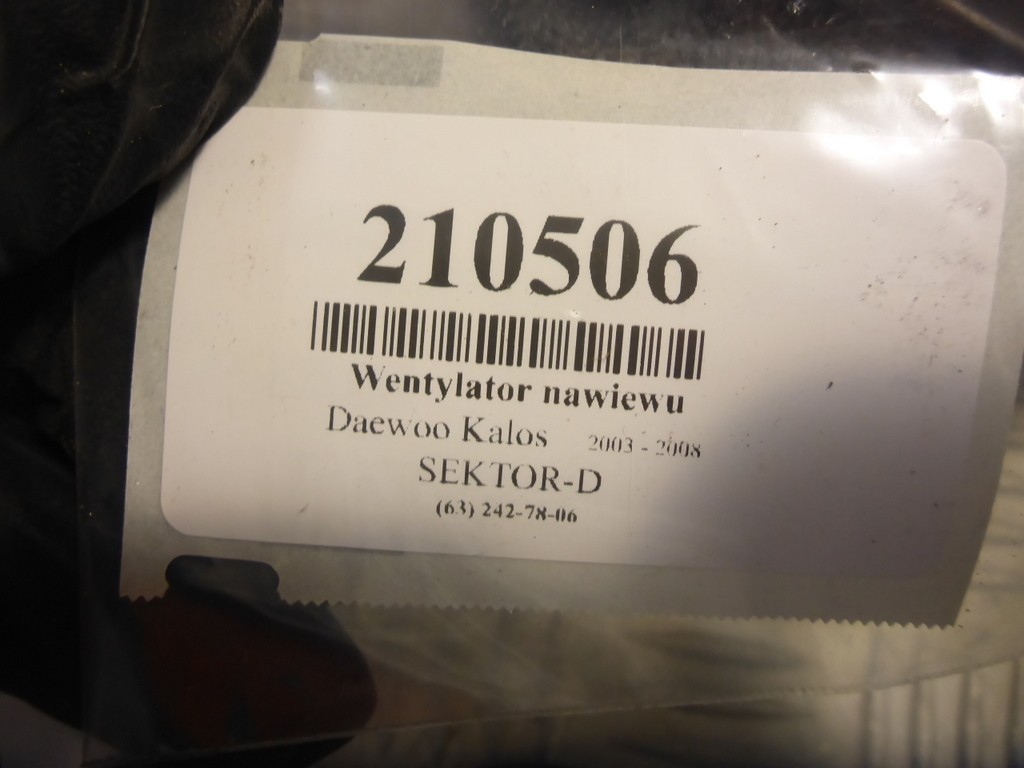 210506
Wentylator nawiewu
Daewoo Kalos 2003 - 2008
SEKTOR-D
(63) 242-78-06